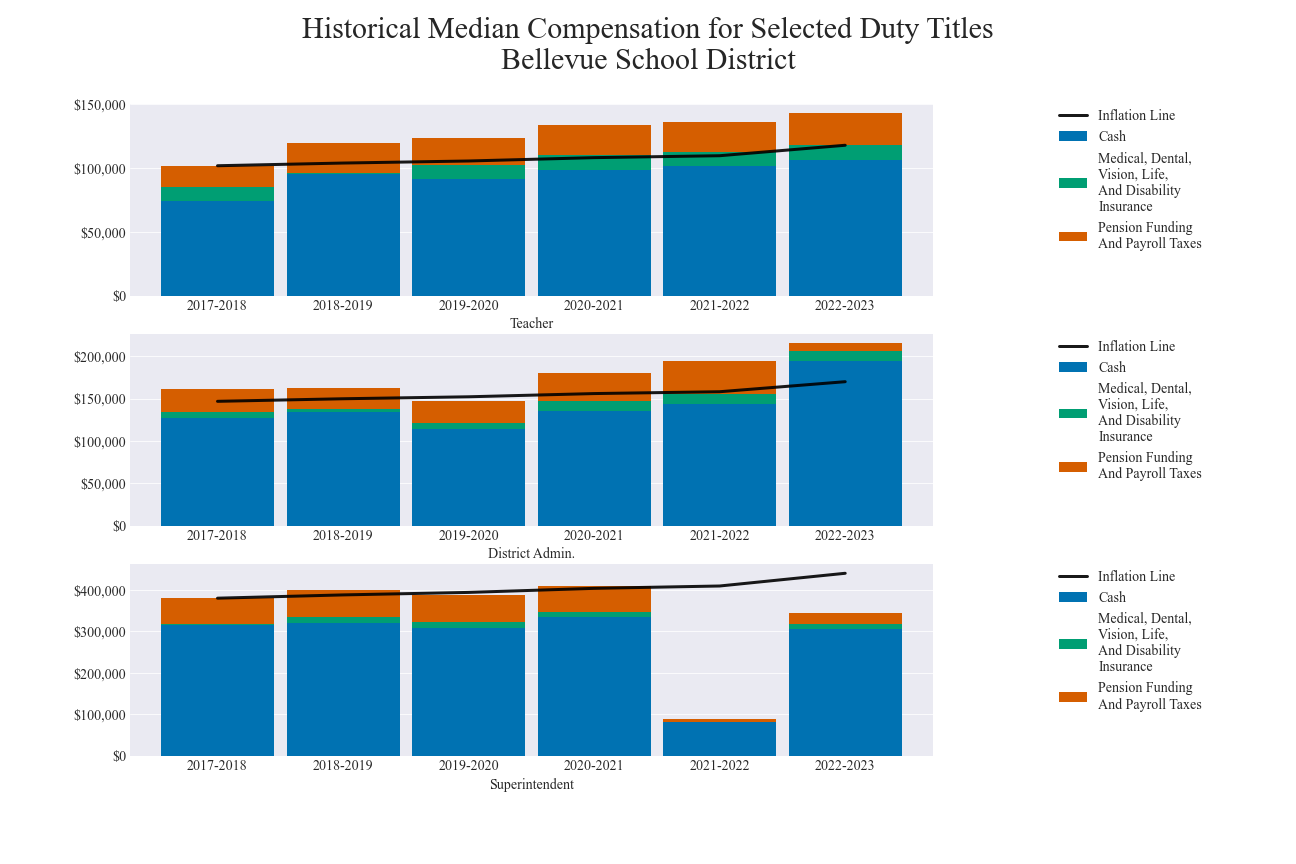 Historical Median Compensation for Selected Duty Titles
Bellevue School District
$150,000
$100,000
$50,000
$0
2017-2018 2018-2019 2019-2020 2020-2021 2021-2022 2022-2023
Teacher
Inflation Line
Cash
Medical, Dental,
Vision, Life,
And Disability
Insurance
Pension Funding
And Payroll Taxes
$200,000
$150,000
$100,000
$50,000
$0
2017-2018 2018-2019 2019-2020 2020-2021 2021-2022 2022-2023
District Admin.
Inflation Line
Cash
Medical, Dental,
Vision, Life,
And Disability
Insurance
Pension Funding
And Payroll Taxes
$400,000
$300,000
$200,000
$100,000
$0
2017-2018 2018-2019 2019-2020 2020-2021 2021-2022 2022-2023
Superintendent
Inflation Line
Cash
Medical, Dental,
Vision, Life,
And Disability
Insurance
Pension Funding
And Payroll Taxes